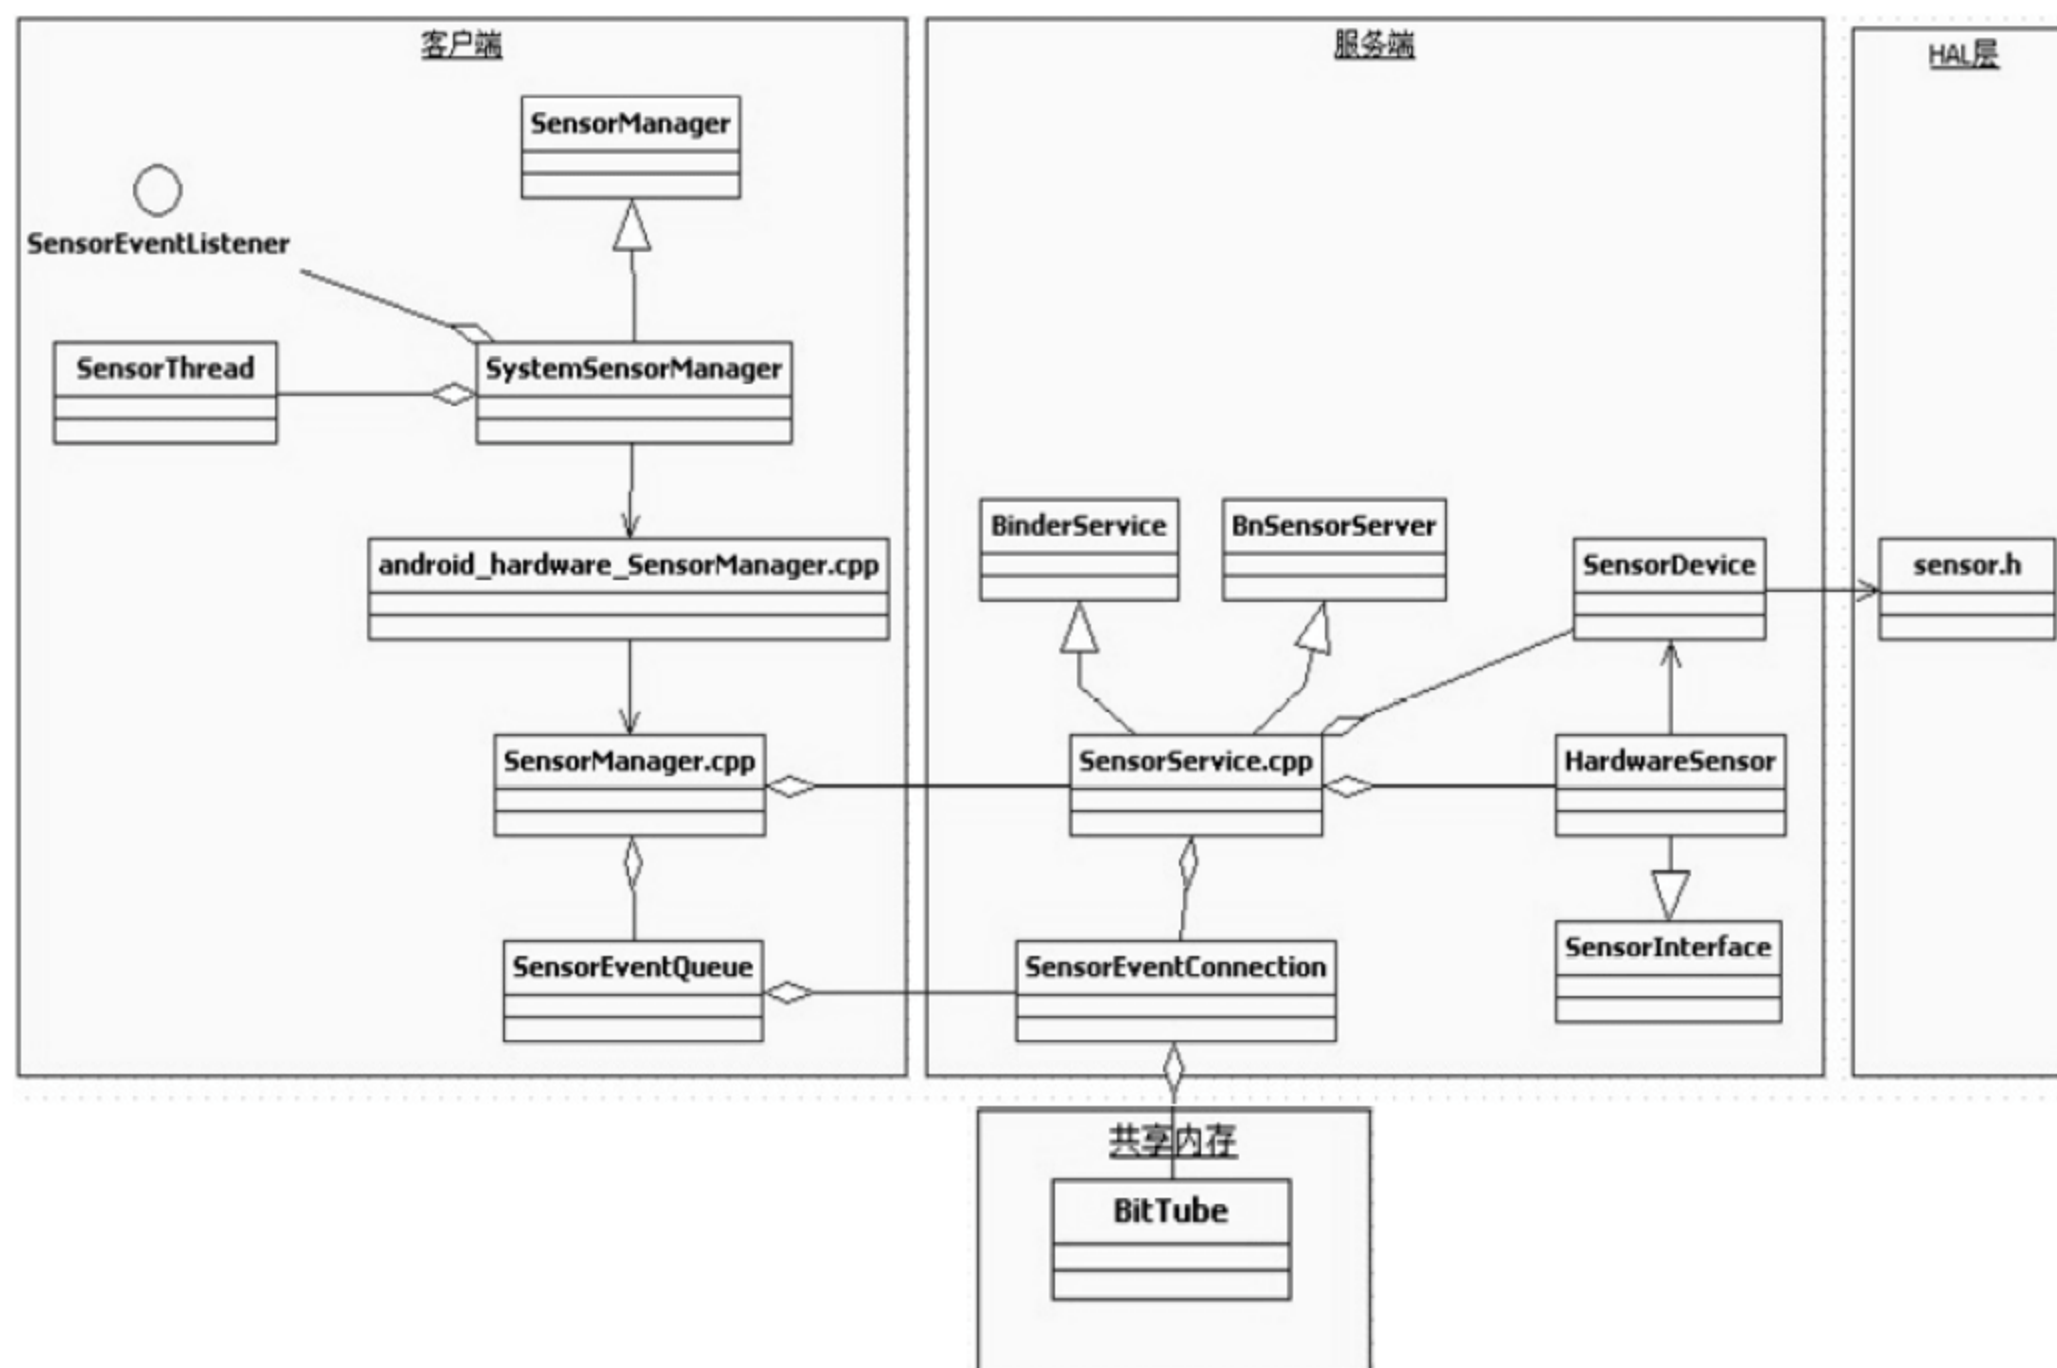 客户端
SensorManager
SensorEventListener
SensorThread
SystemSensorManager
android_hardware_SensorManager.cpp
SensorManager.cpp
SensorEventQueue
服务端
BinderService
BnSensorServer
SensorDevice
SensorService.cpp
HardwareSensor
SensorEventConnection
SensorInterface
HAL层
sensor.h
共享内存
BitTube